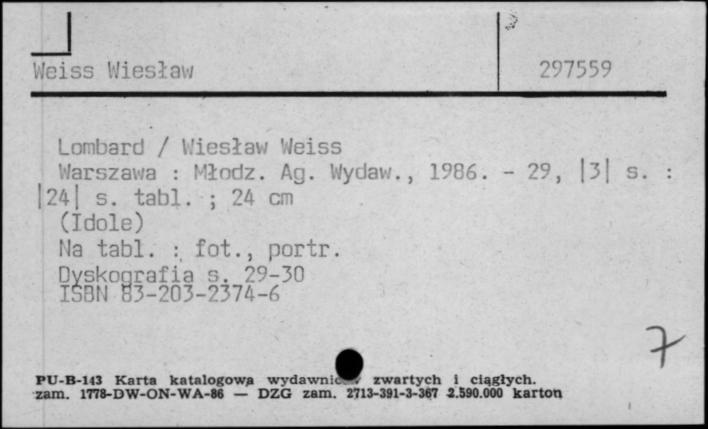 Weiss Wiesław 297559
Lombard / Wiesław Weiss
Warszawa : Młodz. Ag. Wydaw., 1986. - 29, |3| s. :
|24| s. tabl. ; 24 cm
(Idole)
Na tabl. : fot., portr.
Dyskografia s. 29-30
ISBN 83-203-2374-6
7
PU-B-143 Karta katalogowa zwartych i ciągłych.
zam. 1778-DW-ON-WA-86 — DZG zam. 2713-391-3-367 2.590.000 karton